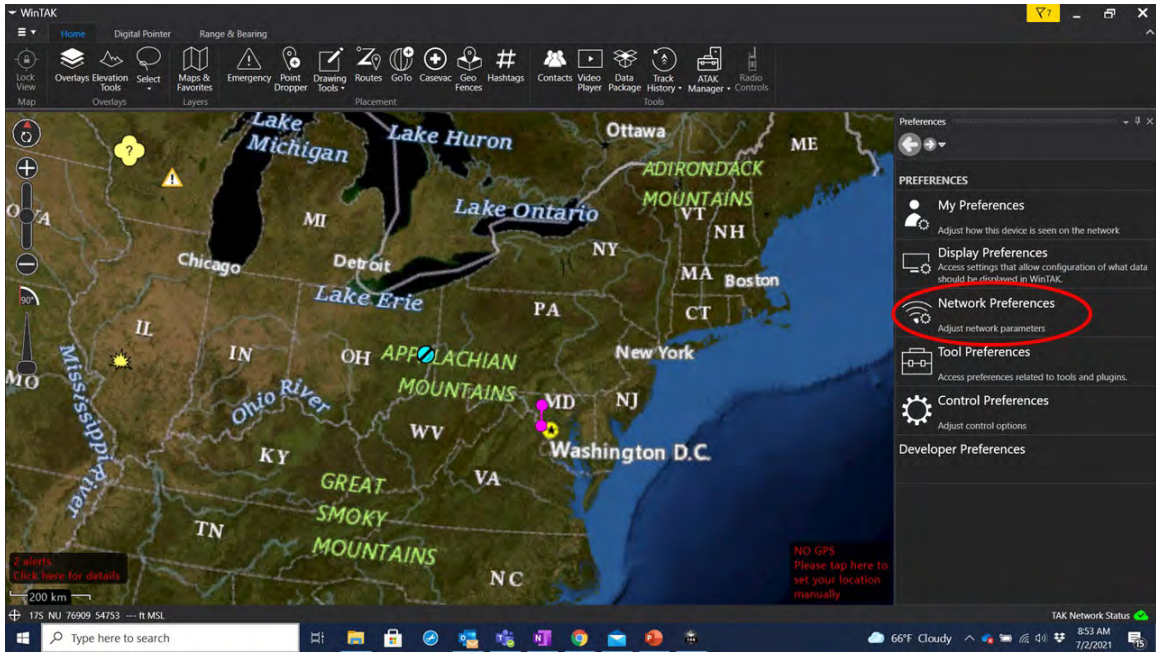 WinTAK
7
Home Digital Pointer Range & Bearing
Lock View
Overlays
Elevation Tools
Select
Maps & Favorites
Emergency
Point Dropper
Drawing Tools
Routes
GoTo
Casevac
Geo Fences
Hashtags
Contacts
Video Player
Data Package
Track History
ATAK Manager
Radio Controls
Map Overlays Layers Placement Tools
Lake Michigan
Lake Huron
Ottawa
ME
?
ADIRONDACK
MOUNTAINS
VT
NH
Lake Ontario
MI
NY
Chicago
Detroit
MA
Boston
90°
Lake Erie
PA
CT
IL
IN
OH
APPALACHIAN
MOUNTAINS
New York
MO
Mississippi River
Ohio River
MD
NJ
WV
Washington D.C.
KY
VA
GREAT
SMOKY
MOUNTAINS
TN
NC
2 alerts
Click here for details
200 km
NO GPS
Please tap here to
set your location
manually
Preferences
PREFERENCES
My Preferences
Adjust how this device is seen on the network
Display Preferences
Access settings that allow configuration of what data
should be displayed in WinTAK.
Network Preferences
Adjust network parameters
Tool Preferences
Access preferences related to tools and plugins.
Control Preferences
Adjust control options
Developer Preferences
17S NU 76909 54753 --- ft MSL
TAK Network Status
Type here to search
66°F Cloudy
8:53 AM
7/2/2021
15